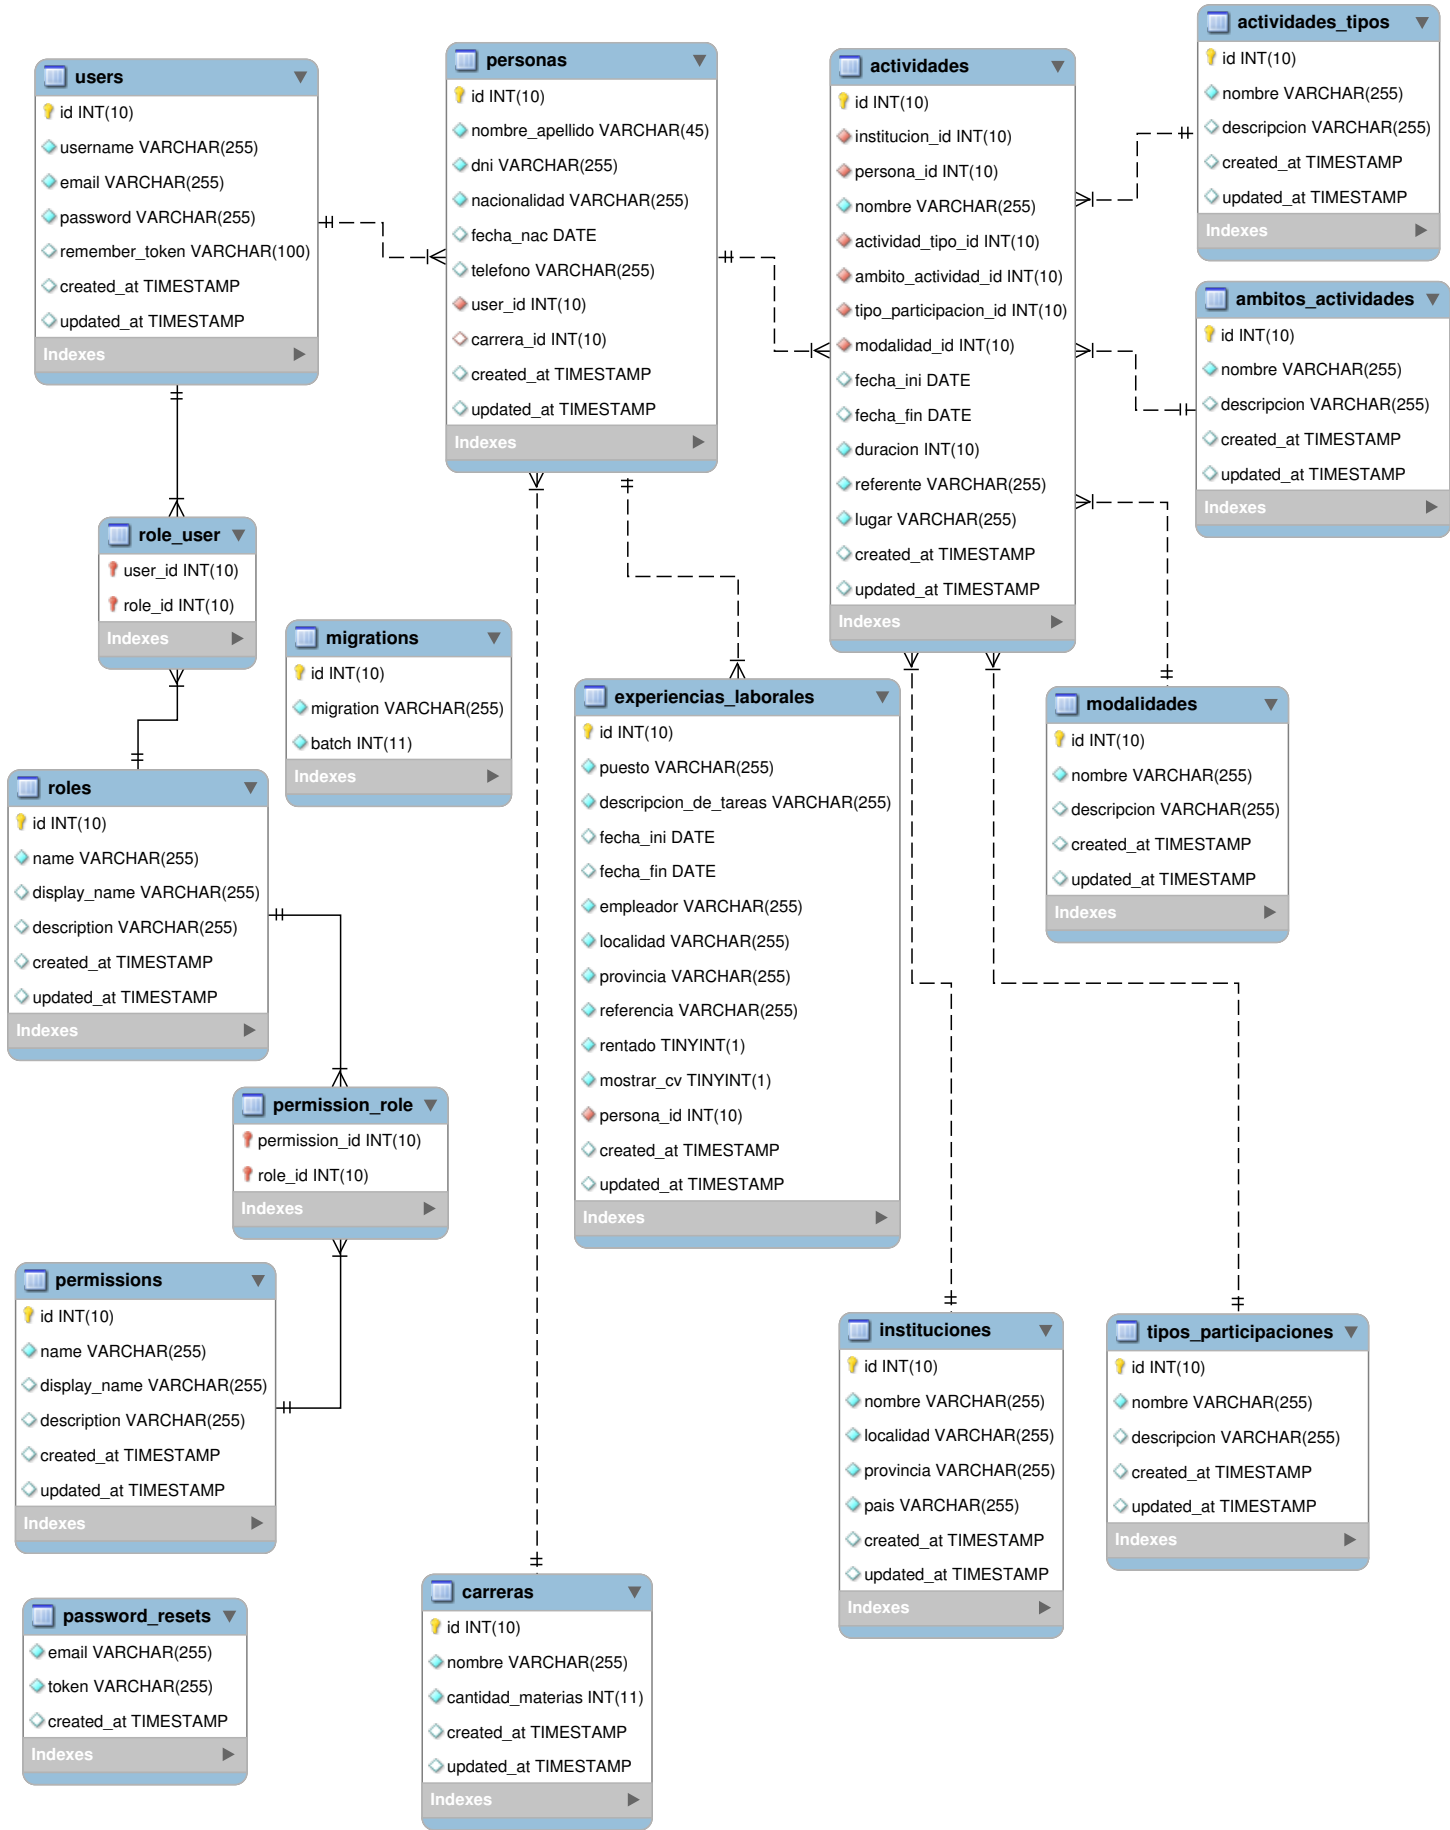 users
id INT(10)
username VARCHAR(255)
email VARCHAR(255)
password VARCHAR(255)
remember_token VARCHAR(100)
created_at TIMESTAMP
updated_at TIMESTAMP
Indexes
personas
id INT(10)
nombre_apellido VARCHAR(45)
dni VARCHAR(255)
nacionalidad VARCHAR(255)
fecha_nac DATE
telefono VARCHAR(255)
user_id INT(10)
carrera_id INT(10)
created_at TIMESTAMP
updated_at TIMESTAMP
Indexes
actividades
id INT(10)
institucion_id INT(10)
persona_id INT(10)
nombre VARCHAR(255)
actividad_tipo_id INT(10)
ambito_actividad_id INT(10)
tipo_participacion_id INT(10)
modalidad_id INT(10)
fecha_ini DATE
fecha_fin DATE
duracion INT(10)
referente VARCHAR(255)
lugar VARCHAR(255)
created_at TIMESTAMP
updated_at TIMESTAMP
Indexes
actividades_tipos
id INT(10)
nombre VARCHAR(255)
descripcion VARCHAR(255)
created_at TIMESTAMP
updated_at TIMESTAMP
Indexes
ambitos_actividades
id INT(10)
nombre VARCHAR(255)
descripcion VARCHAR(255)
created_at TIMESTAMP
updated_at TIMESTAMP
Indexes
role_user
user_id INT(10)
role_id INT(10)
Indexes
migrations
id INT(10)
migration VARCHAR(255)
batch INT(11)
Indexes
experiencias_laborales
id INT(10)
puesto VARCHAR(255)
descripcion_de_tareas VARCHAR(255)
fecha_ini DATE
fecha_fin DATE
empleador VARCHAR(255)
localidad VARCHAR(255)
provincia VARCHAR(255)
referencia VARCHAR(255)
rentado TINYINT(1)
mostrar_cv TINYINT(1)
persona_id INT(10)
created_at TIMESTAMP
updated_at TIMESTAMP
Indexes
modalidades
id INT(10)
nombre VARCHAR(255)
descripcion VARCHAR(255)
created_at TIMESTAMP
updated_at TIMESTAMP
Indexes
roles
id INT(10)
name VARCHAR(255)
display_name VARCHAR(255)
description VARCHAR(255)
created_at TIMESTAMP
updated_at TIMESTAMP
Indexes
permission_role
permission_id INT(10)
role_id INT(10)
Indexes
permissions
id INT(10)
name VARCHAR(255)
display_name VARCHAR(255)
description VARCHAR(255)
created_at TIMESTAMP
updated_at TIMESTAMP
Indexes
instituciones
id INT(10)
nombre VARCHAR(255)
localidad VARCHAR(255)
provincia VARCHAR(255)
pais VARCHAR(255)
created_at TIMESTAMP
updated_at TIMESTAMP
Indexes
tipos_participaciones
id INT(10)
nombre VARCHAR(255)
descripcion VARCHAR(255)
created_at TIMESTAMP
updated_at TIMESTAMP
Indexes
password_resets
email VARCHAR(255)
token VARCHAR(255)
created_at TIMESTAMP
Indexes
carreras
id INT(10)
nombre VARCHAR(255)
cantidad_materias INT(11)
created_at TIMESTAMP
updated_at TIMESTAMP
Indexes